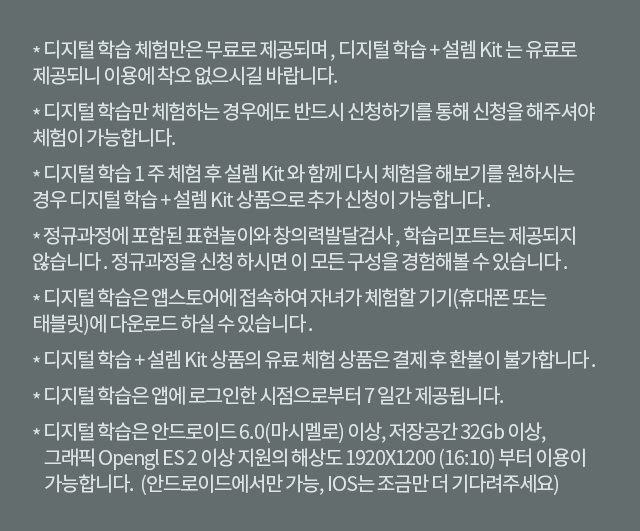 * 디지털 학습 체험만은 무료로 제공되며, 디지털 학습 + 설렘 Kit 는 유료로
제공되니 이용에 착오 없으시길 바랍니다.
* 디지털 학습만 체험하는 경우에도 반드시 신청하기를 통해 신청을 해주셔야
체험이 가능합니다.
* 디지털 학습 1주 체험 후 설렘 Kit 와 함께 다시 체험을 해보기를 원하시는
경우 디지털 학습 + 설렘 Kit 상품으로 추가 신청이 가능합니다.
* 정규과정에 포함된 표현놀이와 창의력발달검사, 학습리포트는 제공되지
않습니다. 정규과정을 신청 하시면 이 모든 구성을 경험해볼 수 있습니다.
* 디지털 학습은 앱스토어에 접속하여 자녀가 체험할 기기(휴대폰 또는
태블릿)에 다운로드 하실 수 있습니다.
* 디지털 학습 + 설렘 Kit 상품의 유료 체험 상품은 결제 후 환불이 불가합니다.
* 디지털 학습은 앱에 로그인한 시점으로부터 7일간 제공됩니다.
* 디지털 학습은 안드로이드 6.0(마시멜로) 이상, 저장공간 32Gb 이상,
그래픽 Opengl ES 2 이상 지원의 해상도 1920X1200 (16:10) 부터 이용이
가능합니다. (안드로이드에서만 가능, IOS는 조금만 더 기다려주세요)